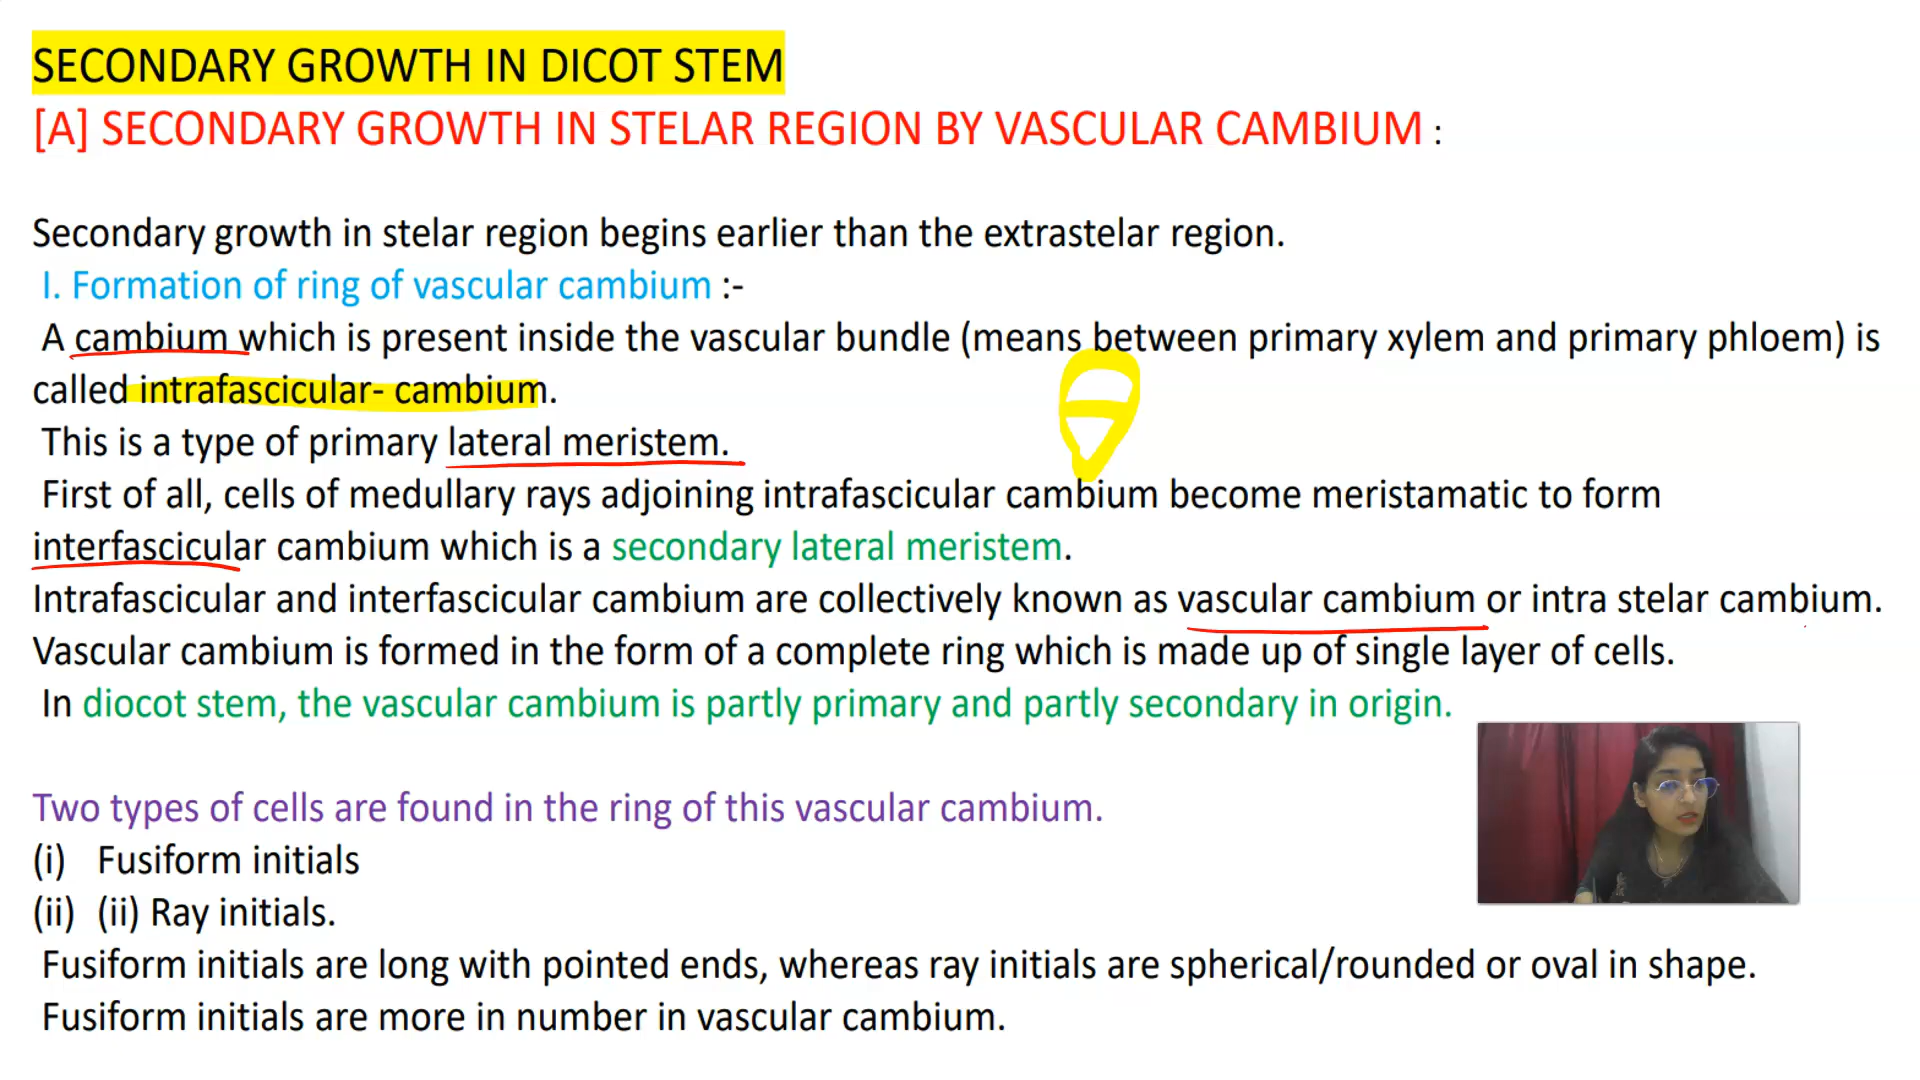 SECONDARY GROWTH IN DICOT STEM
[A] SECONDARY GROWTH IN STELAR REGION BY VASCULAR CAMBIUM :
Secondary growth in stelar region begins earlier than the extrastelar region.
I. Formation of ring of vascular cambium :-
A cambium which is present inside the vascular bundle (means between primary xylem and primary phloem) is
called intrafascicular- cambium.
This is a type of primary lateral meristem.
First of all, cells of medullary rays adjoining intrafascicular cambium become meristamatic to form
interfascicular cambium which is a secondary lateral meristem.
Intrafascicular and interfascicular cambium are collectively known as vascular cambium or intra stelar cambium.
Vascular cambium is formed in the form of a complete ring which is made up of single layer of cells.
In diocot stem, the vascular cambium is partly primary and partly secondary in origin.
Two types of cells are found in the ring of this vascular cambium.
(i) Fusiform initials
(ii) (ii) Ray initials.
Fusiform initials are long with pointed ends, whereas ray initials are spherical/rounded or oval in shape.
Fusiform initials are more in number in vascular cambium.